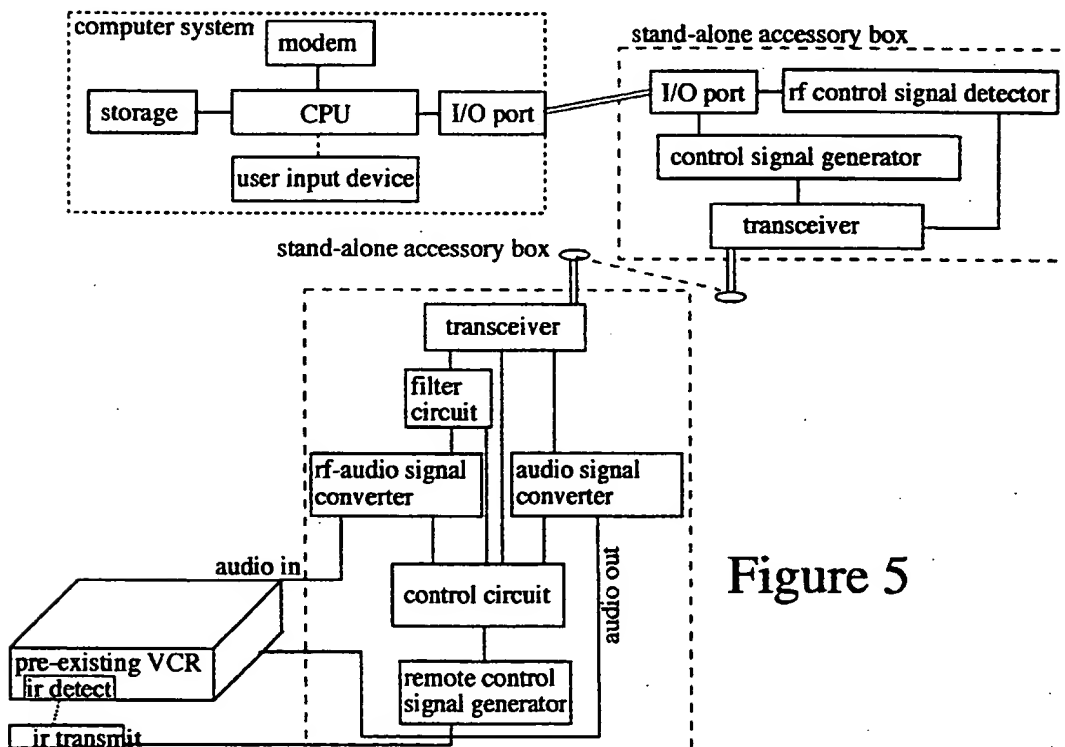 computer system
modem
storage
CPU
I/O port
user input device
stand-alone accessory box
I/O port
rf control signal detector
control signal generator
transceiver
stand-alone accessory box
transceiver
filter
circuit
rf-audio signal
converter
audio signal
converter
audio in
audio out
control circuit
Figure 5
pre-existing VCR
ir detect
remote control
signal generator
ir transmit